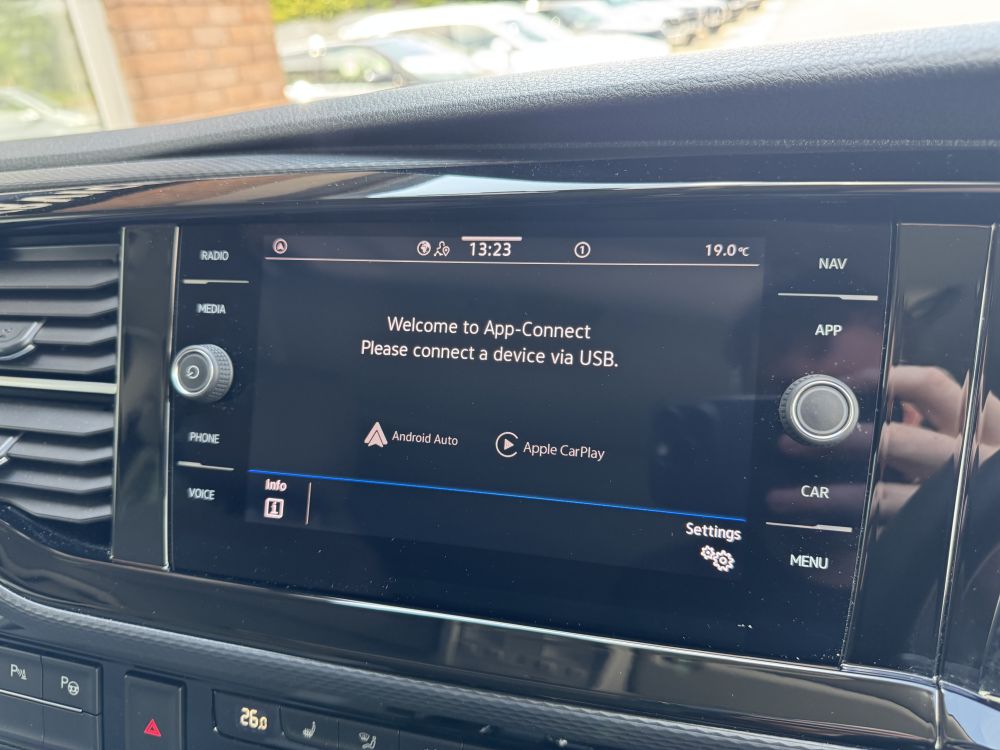 RADIO
MEDIA
PHONE
VOICE
13:23
1
19.0°C
Welcome to App-Connect
Please connect a device via USB.
Android Auto
Apple CarPlay
Info
i
Settings
NAV
APP
CAR
MENU
P
P
26.0